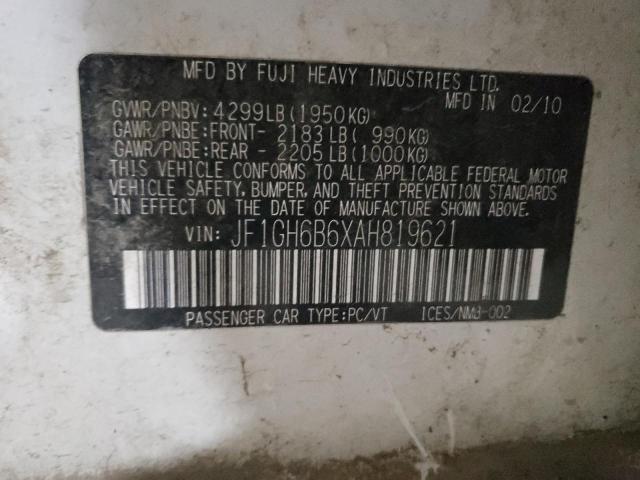 MFD BY FUJI HEAVY INDUSTRIES LTD.
MFD IN 02/10
GVWR/PNBV: 4299LB(1950KG)
GAWR/PNBE:FRONT- 2183LB( 990KG)
GAWR/PNBE:REAR - 2205LB(1000KG)
THIS VEHICLE CONFORMS TO ALL APPLICABLE FEDERAL MOTOR
VEHICLE SAFETY, BUMPER, AND THEFT PREVENTION STANDARDS
IN EFFECT ON THE DATE OF MANUFACTURE SHOWN ABOVE.
VIN: JF1GH6B6XAH819621
PASSENGER CAR TYPE:PC/VT ICES/NMB-002